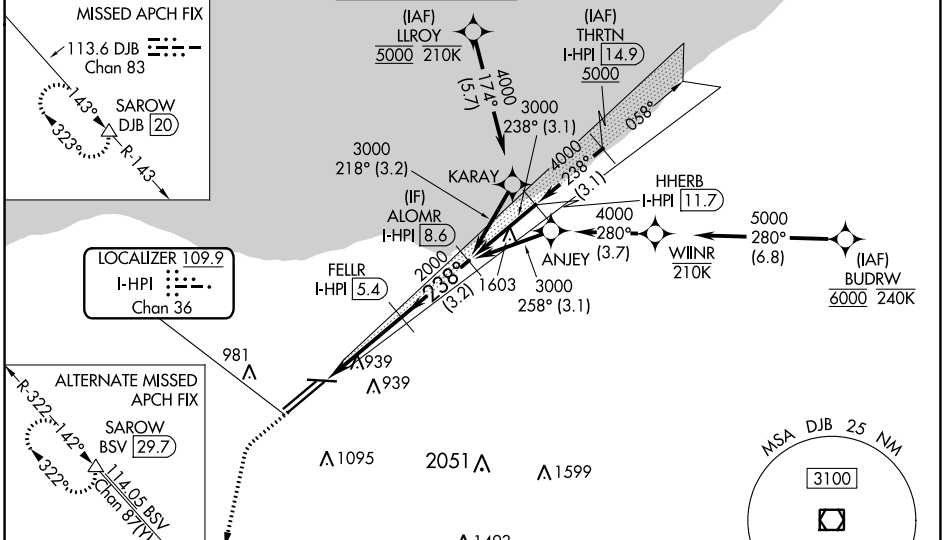 MISSED APCH FIX
113.6 DJB
Chan 83
143°
SAROW
DJB 20
323°
R-143
(IAF)
LLROY
5000 210K
4000
174°
(5.7)
(IAF)
THRTN
I-HPI 14.9
5000
3000
238° (3.1)
058°
3000
218° (3.2)
4000
238°
(3.1)
KARAY
HHERB
I-HPI 11.7
(IF)
ALOMR
I-HPI 8.6
4000
280°
(3.7)
5000
280°
(6.8)
ANJEY
WIINR
210K
(IAF)
BUDRW
6000 240K
LOCALIZER 109.9
I-HPI
Chan 36
FELLR
I-HPI 5.4
2000
238°
(3.2)
1603
3000
258° (3.1)
981
939
939
ALTERNATE MISSED
APCH FIX
R-322
142°
SAROW
BSV 29.7
322°
114.05 BSV
Chan 87(Y)
1095
2051
1599
1493
MSA DJB 25 NM
3100